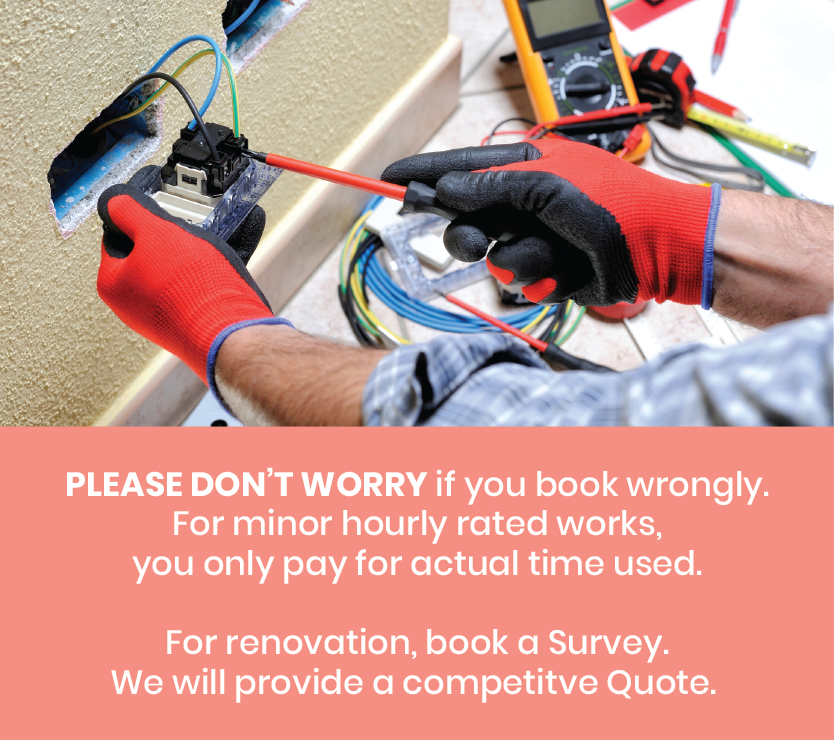 PLEASE DON’T WORRY if you book wrongly.
For minor hourly rated works,
you only pay for actual time used.
For renovation, book a Survey.
We will provide a competitve Quote.